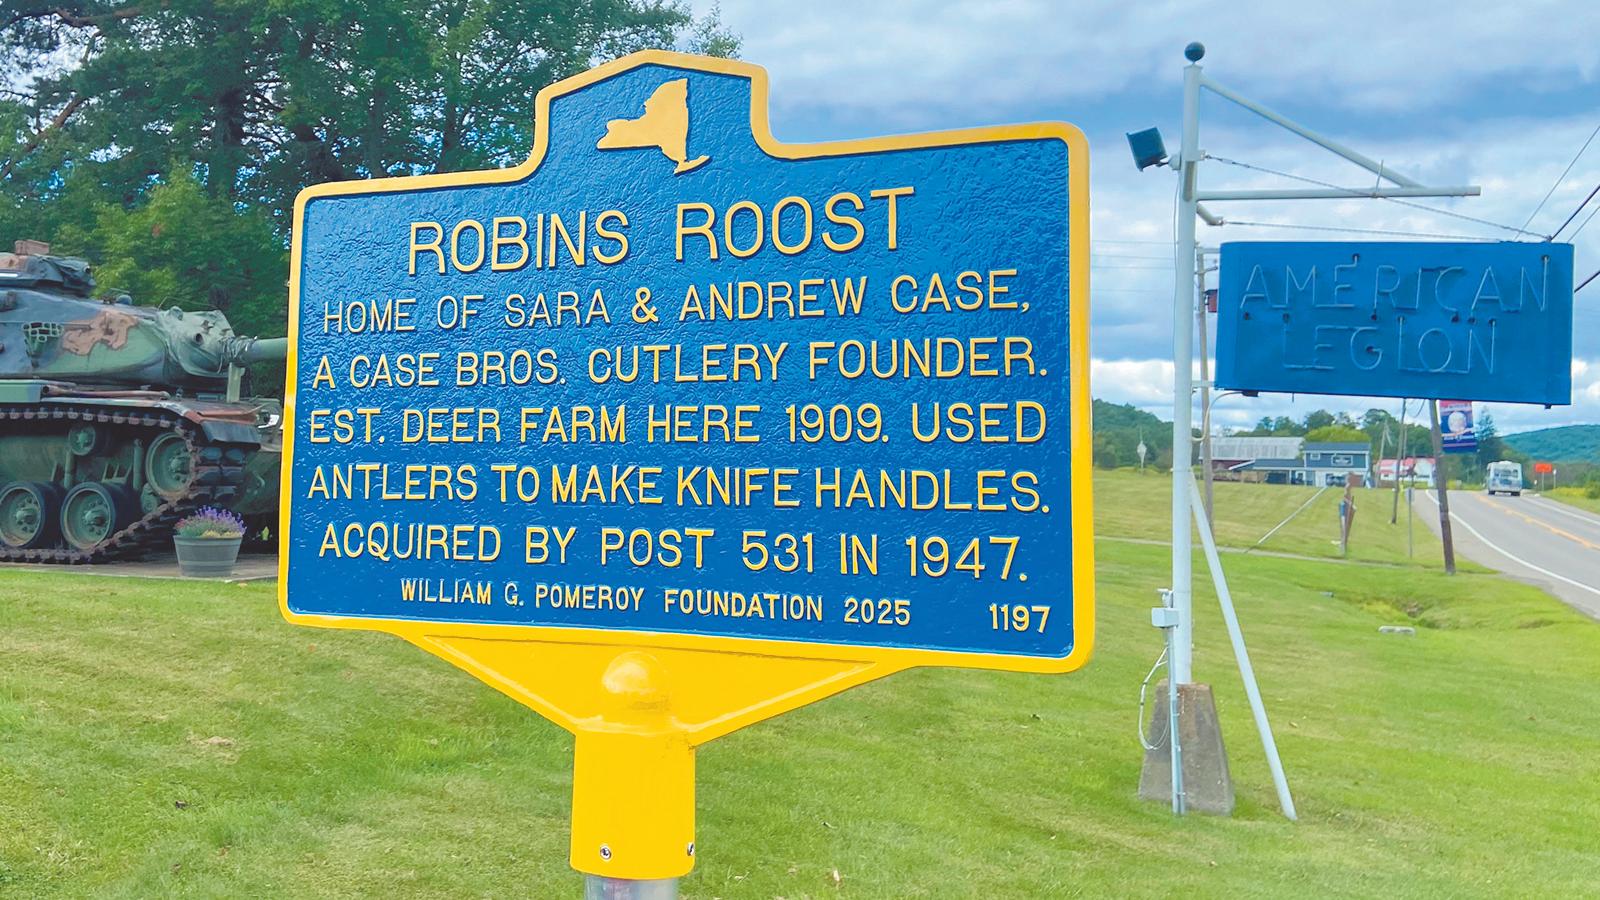 ROBINS ROOST
HOME OF SARA & ANDREW CASE,
A CASE BROS. CUTLERY FOUNDER.
EST. DEER FARM HERE 1909. USED
ANTLERS TO MAKE KNIFE HANDLES.
ACQUIRED BY POST 531 IN 1947.
WILLIAM G. POMEROY FOUNDATION 2025 1197
AMERICAN
LEGION